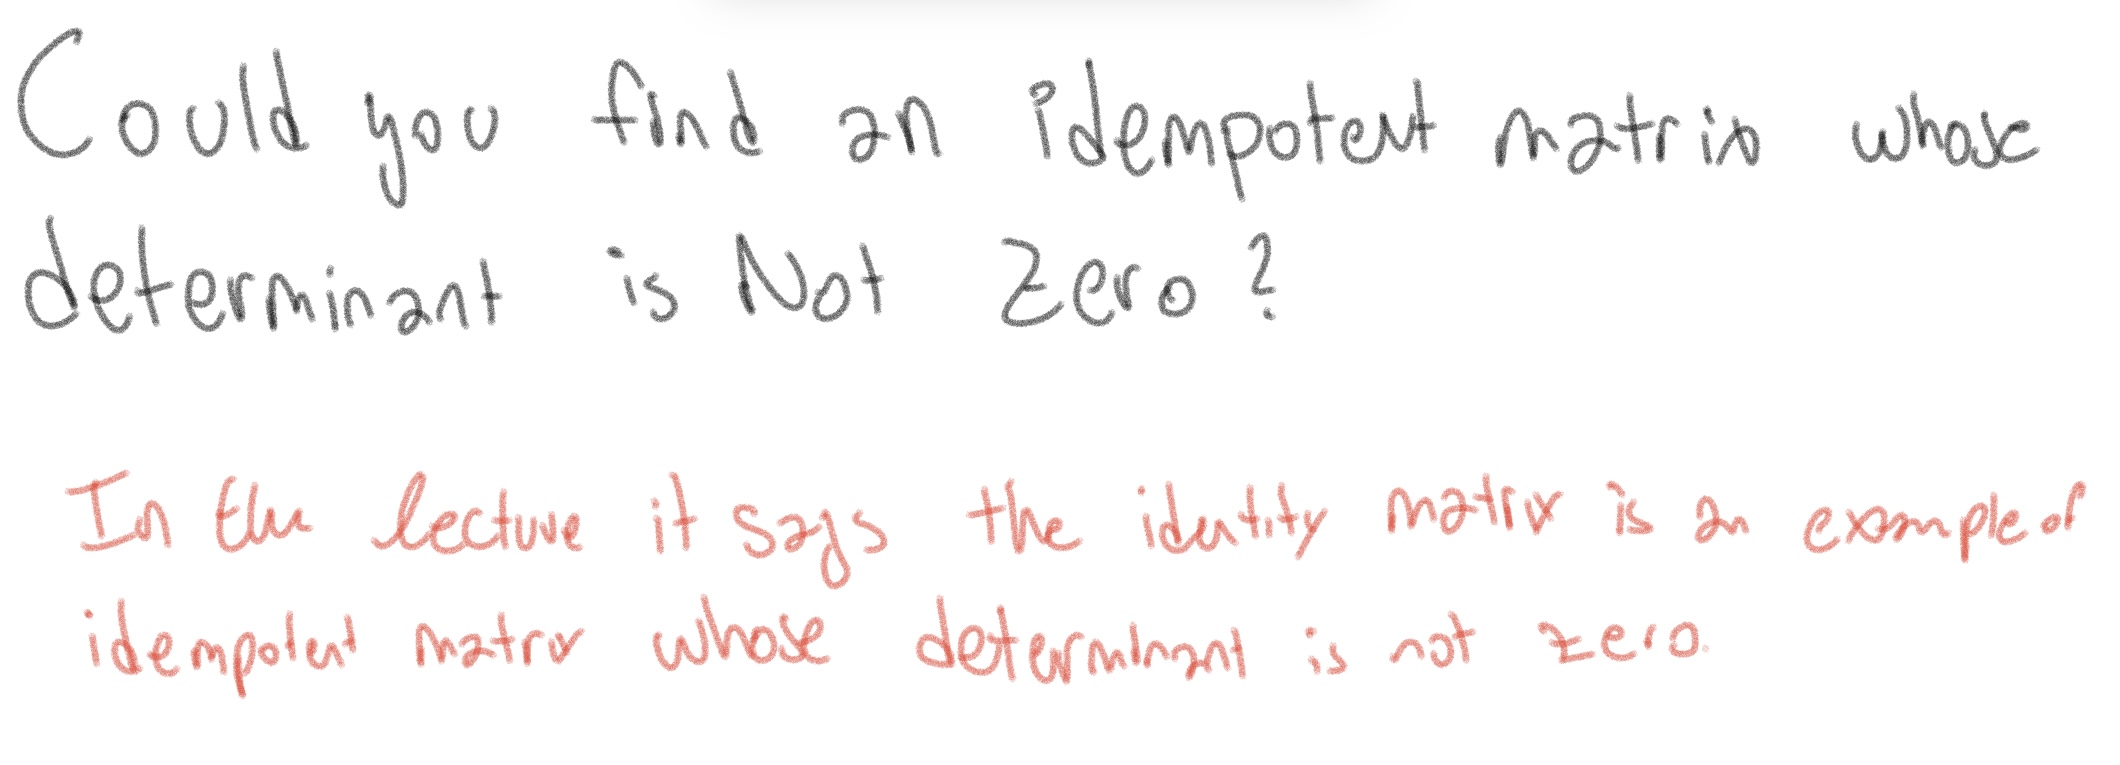 Could you find an idempotent matrix whose
determinant is Not Zero?
In the lecture it says the identity matrix is an example of
idempotent matrix whose determinant is not zero.